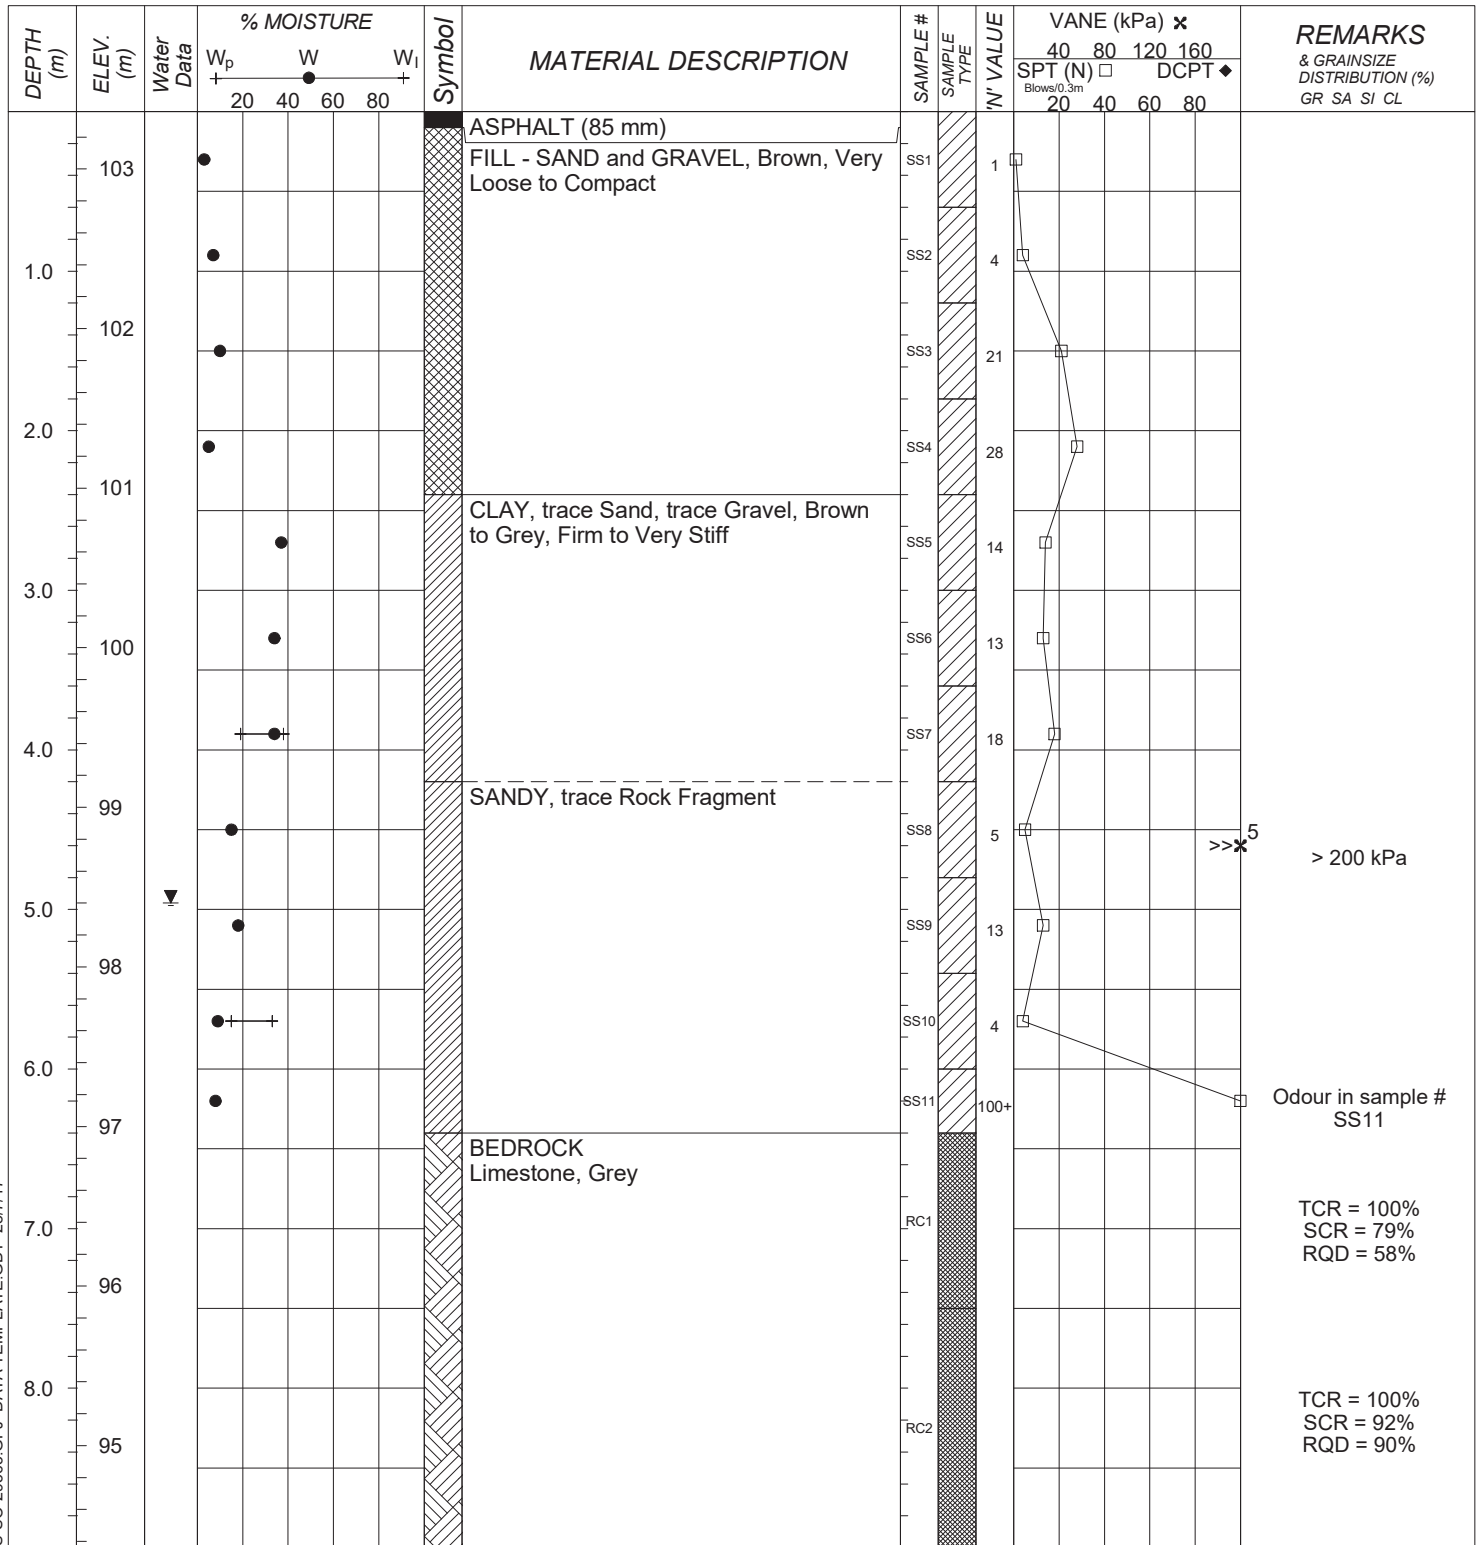 DEPTH (m)
ELEV. (m)
Water Data
% MOISTURE
Wp W Wl
20 40 60 80
Symbol
MATERIAL DESCRIPTION
SAMPLE #
SAMPLE TYPE
'N' VALUE
VANE (kPa)
40 80 120 160
SPT (N) DCPT
Blows/0.3m
20 40 60 80
REMARKS
& GRAINSIZE
DISTRIBUTION (%)
GR SA SI CL
ASPHALT (85 mm)
FILL - SAND and GRAVEL, Brown, Very
Loose to Compact
103
SS1
1
1.0
SS2
4
102
SS3
21
2.0
SS4
28
101
CLAY, trace Sand, trace Gravel, Brown
to Grey, Firm to Very Stiff
SS5
14
3.0
SS6
13
100
SS7
18
4.0
SANDY, trace Rock Fragment
99
SS8
5
5
>>
> 200 kPa
5.0
SS9
13
98
SS10
4
6.0
SS11
100+
Odour in sample #
SS11
97
BEDROCK
Limestone, Grey
7.0
RC1
TCR = 100%
SCR = 79%
RQD = 58%
96
8.0
RC2
TCR = 100%
SCR = 92%
RQD = 90%
95